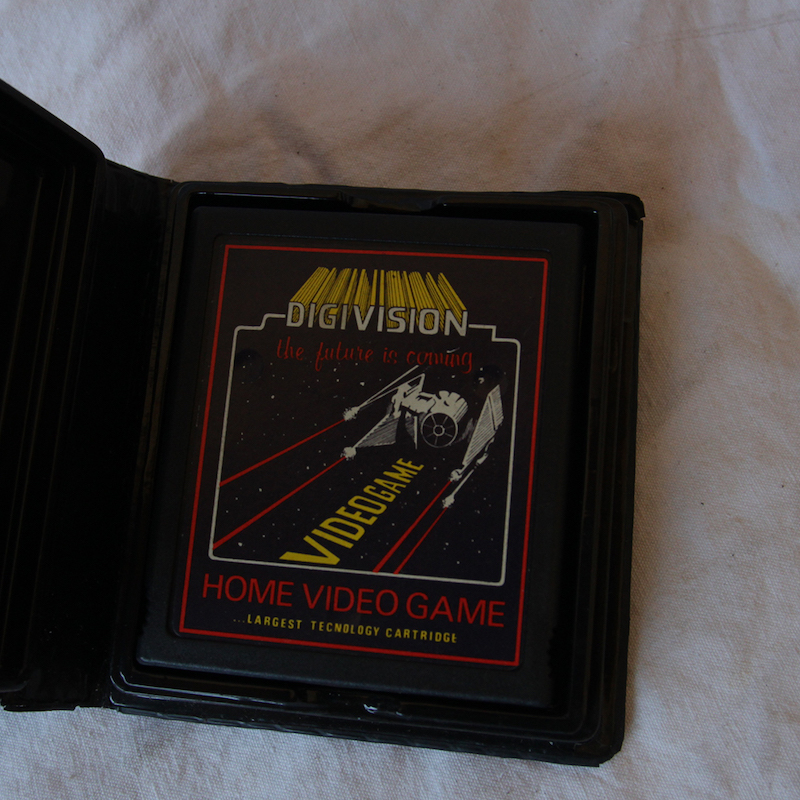 DIGIVISION
the future is coming
VIDEOGAME
HOME VIDEO GAME
...LARGEST TECNOLOGY CARTRIDGE